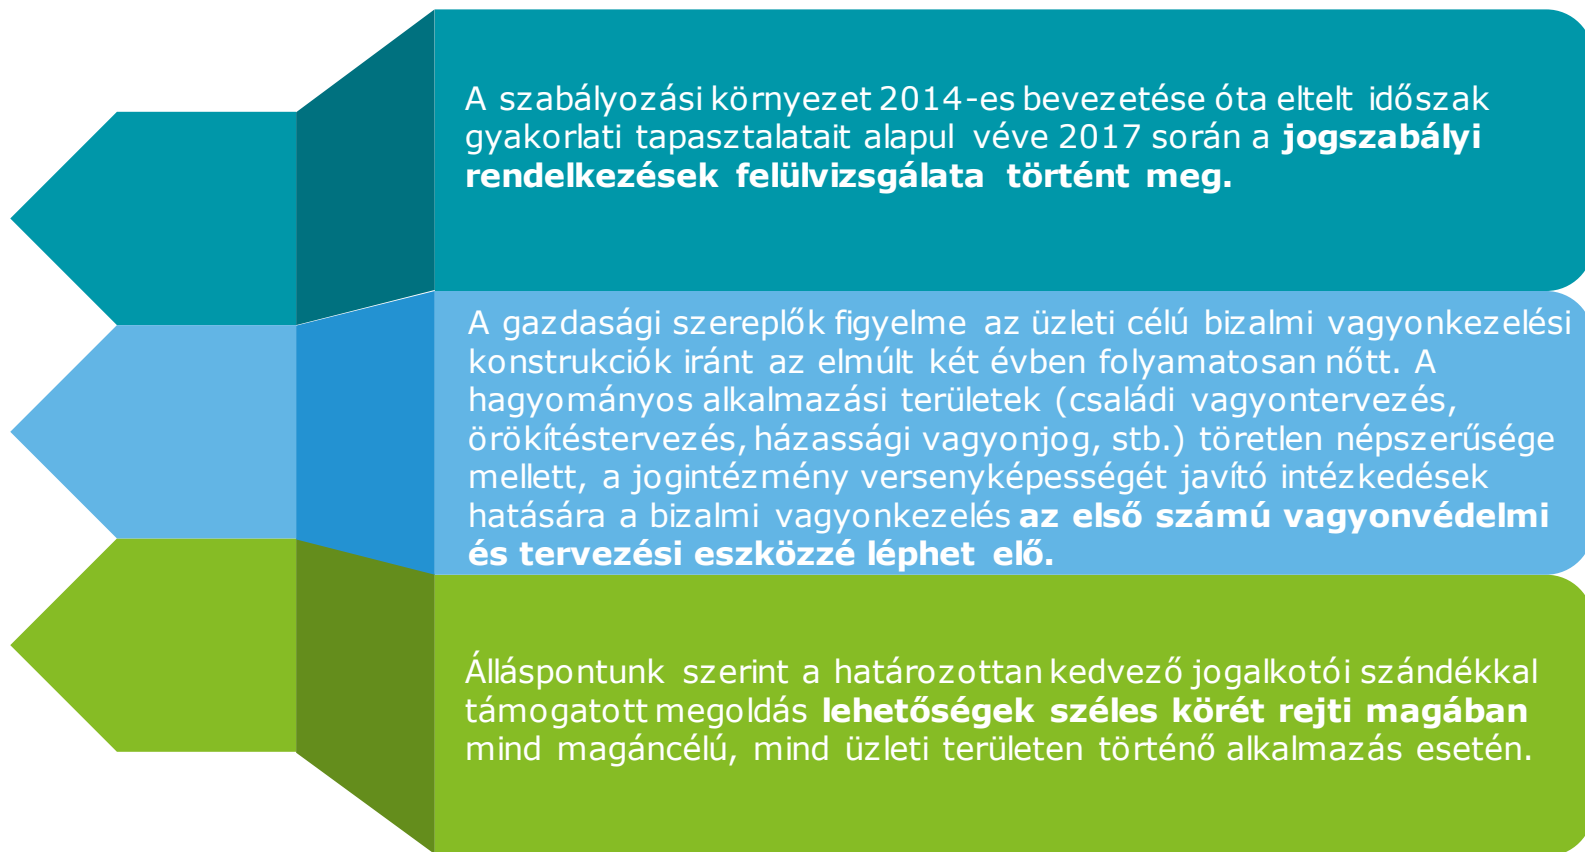 A szabályozási környezet 2014-es bevezetése óta eltelt időszak
gyakorlati tapasztalatait alapul véve 2017 során a jogszabályi
rendelkezések felülvizsgálata történt meg.
A gazdasági szereplők figyelme az üzleti célú bizalmi vagyonkezelési
konstrukciók iránt az elmúlt két évben folyamatosan nőtt. A
hagyományos alkalmazási területek (családi vagyontervezés,
örökítéstervezés, házassági vagyonjog, stb.) töretlen népszerűsége
mellett, a jogintézmény versenyképességét javító intézkedések
hatására a bizalmi vagyonkezelés az első számú vagyonvédelmi
és tervezési eszközzé léphet elő.
Álláspontunk szerint a határozottan kedvező jogalkotói szándékkal
támogatott megoldás lehetőségek széles körét rejti magában
mind magáncélú, mind üzleti területen történő alkalmazás esetén.